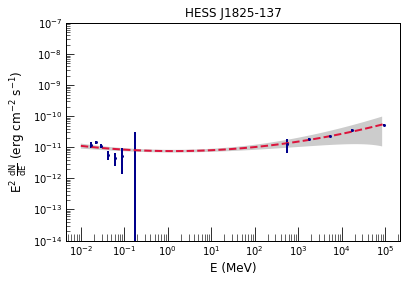 HESS J1825-137
10⁻⁷
10⁻⁸
10⁻⁹
10⁻¹⁰
10⁻¹¹
10⁻¹²
10⁻¹³
10⁻¹⁴
E² dN/dE (erg cm⁻² s⁻¹)
10⁻² 10⁻¹ 10⁰ 10¹ 10² 10³ 10⁴ 10⁵
E (MeV)